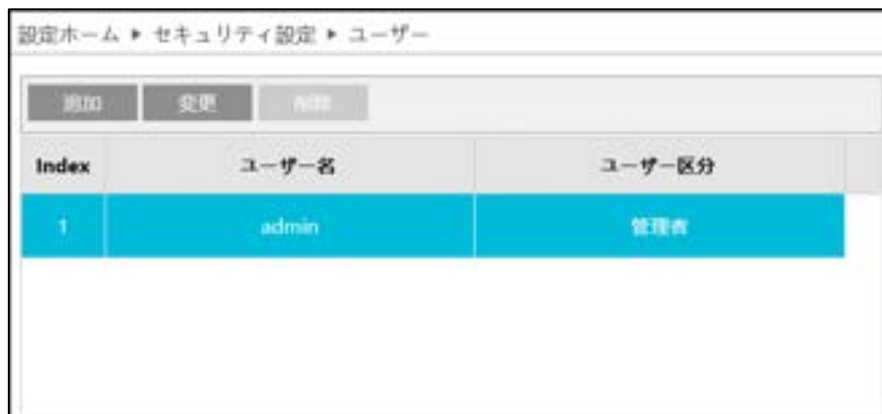 設定ホーム ▶ セキュリティ設定 ▶ ユーザー
追加 変更 削除
Index ユーザー名 ユーザー区分
1 admin 管理者